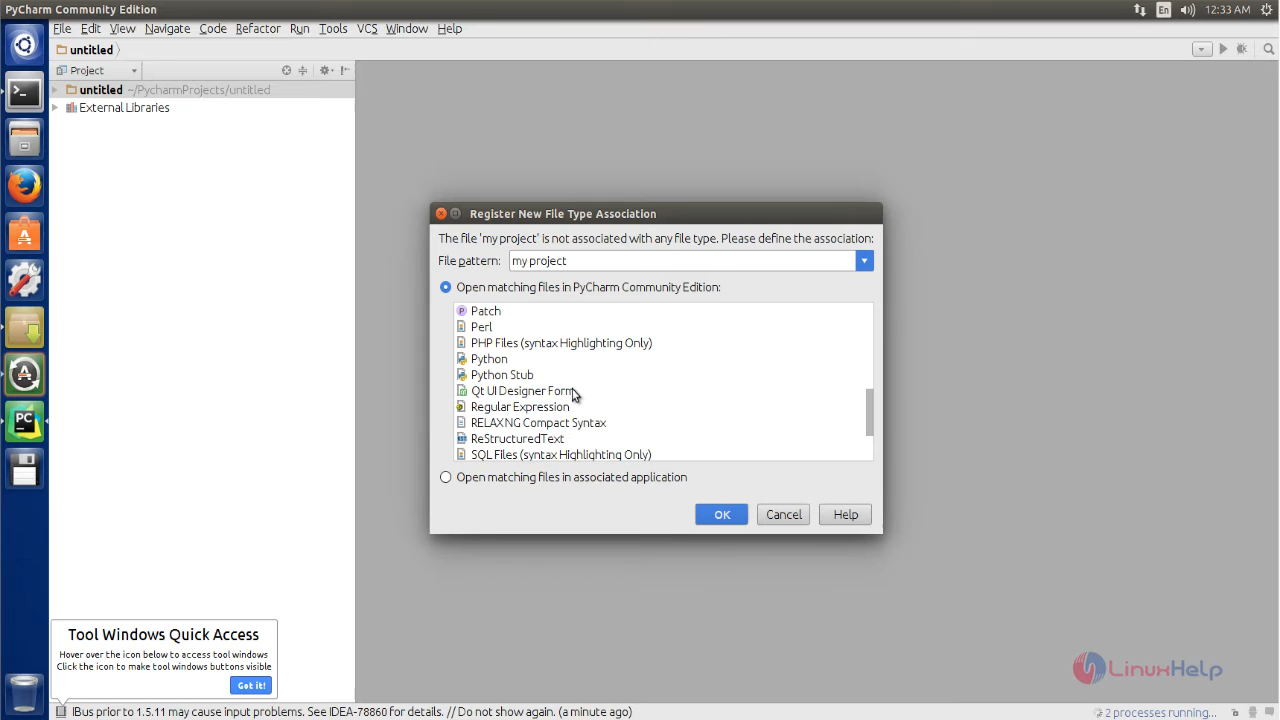 PyCharm Community Edition
En
12:33 AM
File Edit View Navigate Code Refactor Run Tools VCS Window Help
untitled
Project
untitled ~/PycharmProjects/untitled
External Libraries
Register New File Type Association
The file 'my project' is not associated with any file type. Please define the association:
File pattern: my project
Open matching files in PyCharm Community Edition:
Patch
Perl
PHP Files (syntax Highlighting Only)
Python
Python Stub
Qt UI Designer Form
Regular Expression
RELAX NG Compact Syntax
ReStructuredText
SQL Files (syntax Highlighting Only)
Open matching files in associated application
OK Cancel Help
PC
Tool Windows Quick Access
Hover over the icon below to access tool windows
Click the icon to make tool windows buttons visible
Got it!
LinuxHelp
IBus prior to 1.5.11 may cause input problems. See IDEA-78860 for details. // Do not show again. (a minute ago)
2 processes running...